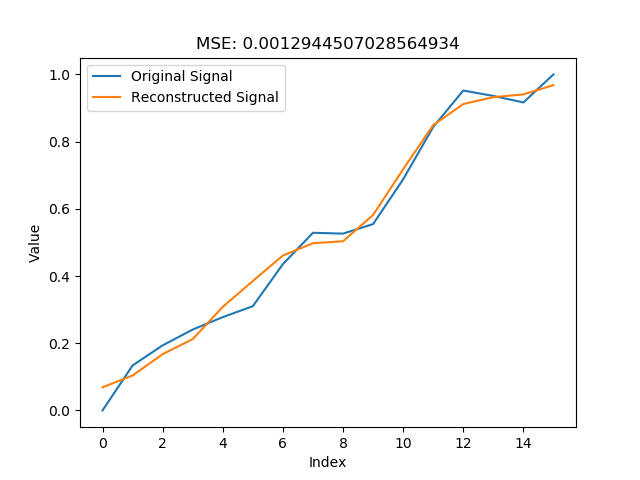 MSE: 0.0012944507028564934
Original Signal
Reconstructed Signal
1.0
0.8
0.6
0.4
0.2
0.0
Value
0 2 4 6 8 10 12 14
Index